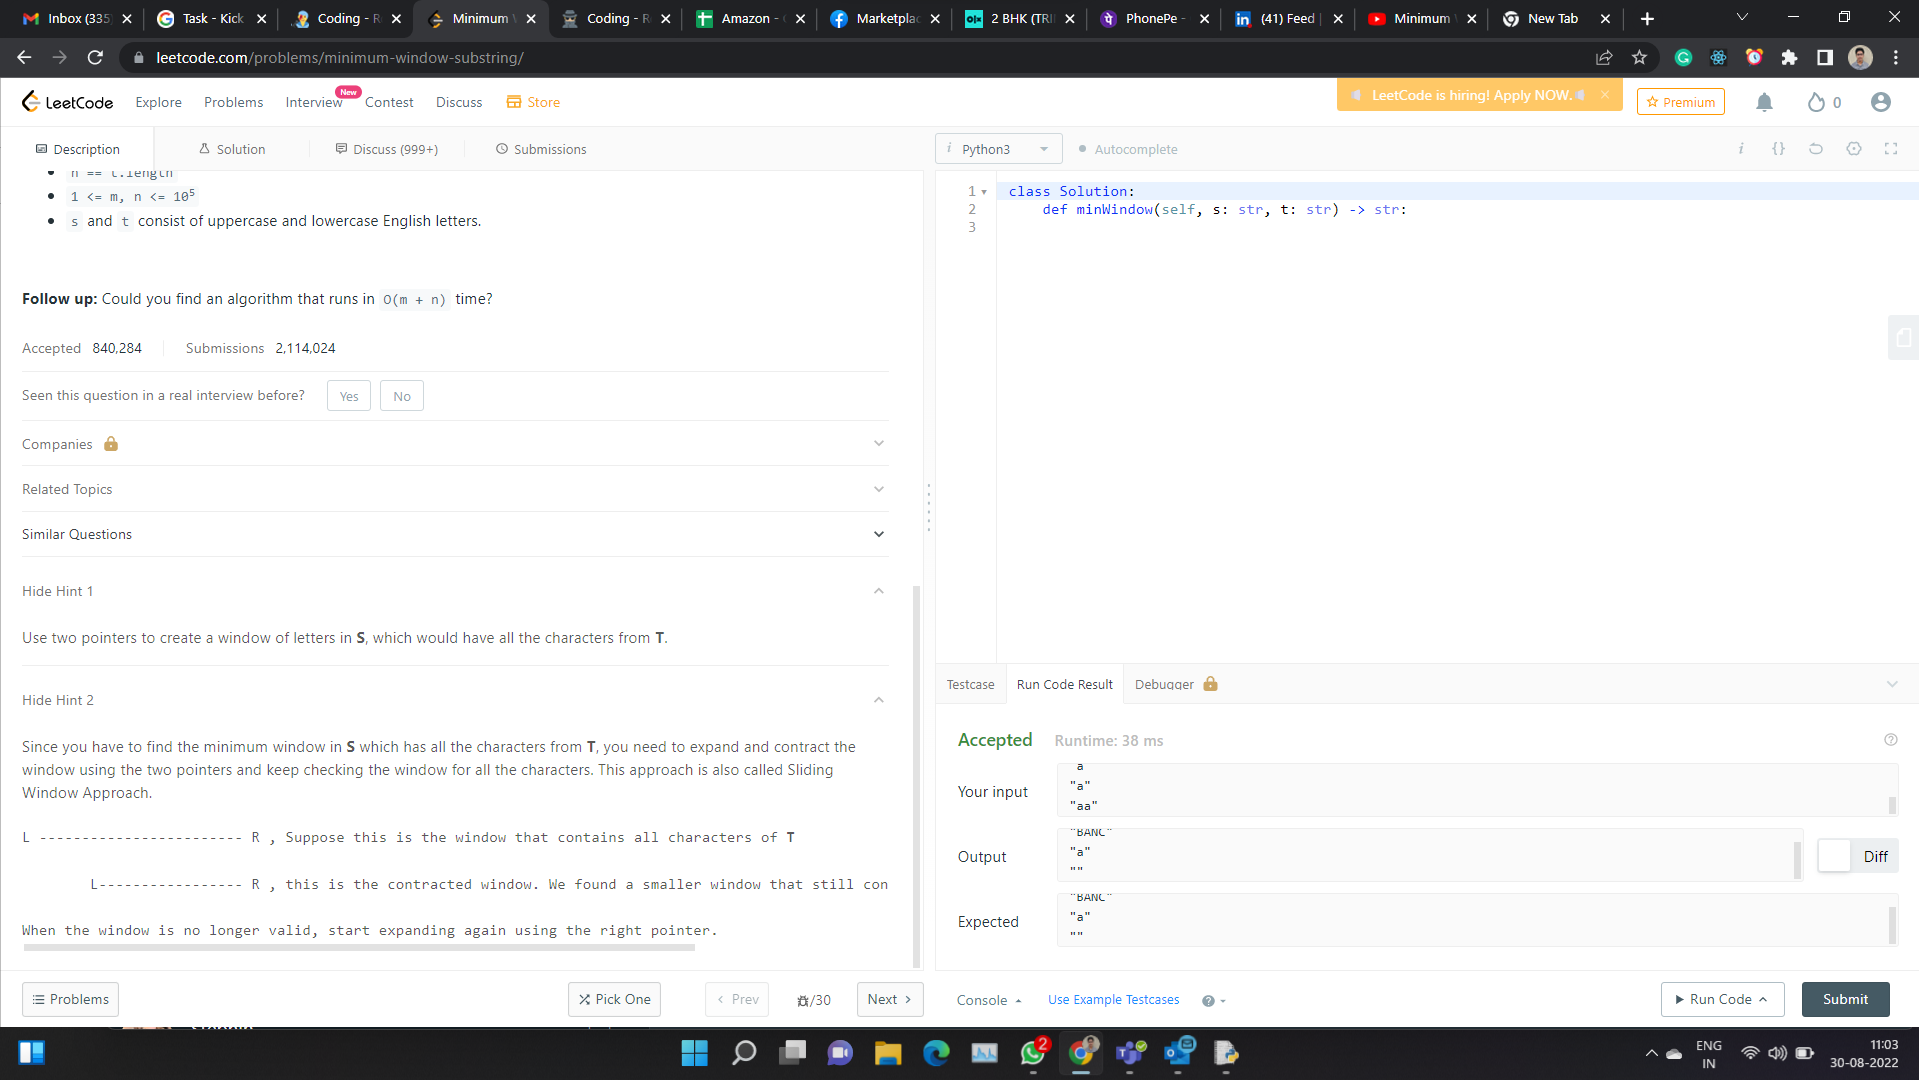 Inbox (335)
Task - Kick
Coding - R
Minimum W
Coding - R
Amazon -
Marketplac
2 BHK (TRI
PhonePe -
(41) Feed |
Minimum
New Tab
leetcode.com/problems/minimum-window-substring/
LeetCode
Explore
Problems
Interview
New
Contest
Discuss
Store
LeetCode is hiring! Apply NOW.
Premium
0
Description
Solution
Discuss (999+)
Submissions
i Python3
Autocomplete
i {}
n == t.length
1 <= m, n <= 10⁵
s and t consist of uppercase and lowercase English letters.
Follow up: Could you find an algorithm that runs in O(m + n) time?
Accepted 840,284
Submissions 2,114,024
Seen this question in a real interview before?
Yes
No
Companies
Related Topics
Similar Questions
Hide Hint 1
Use two pointers to create a window of letters in S, which would have all the characters from T.
Hide Hint 2
Since you have to find the minimum window in S which has all the characters from T, you need to expand and contract the
window using the two pointers and keep checking the window for all the characters. This approach is also called Sliding
Window Approach.
L ------------------------ R , Suppose this is the window that contains all characters of T
L----------------- R , this is the contracted window. We found a smaller window that still con
When the window is no longer valid, start expanding again using the right pointer.
Problems
Pick One
Prev
/30
Next
1 class Solution:
2 def minWindow(self, s: str, t: str) -> str:
3
Testcase
Run Code Result
Debugger
Accepted
Runtime: 38 ms
Your input
"a"
"a"
"aa"
Output
"BANC"
"a"
""
Diff
Expected
"BANC"
"a"
""
Console
Use Example Testcases
Run Code
Submit
2
ENG
IN
11:03
30-08-2022